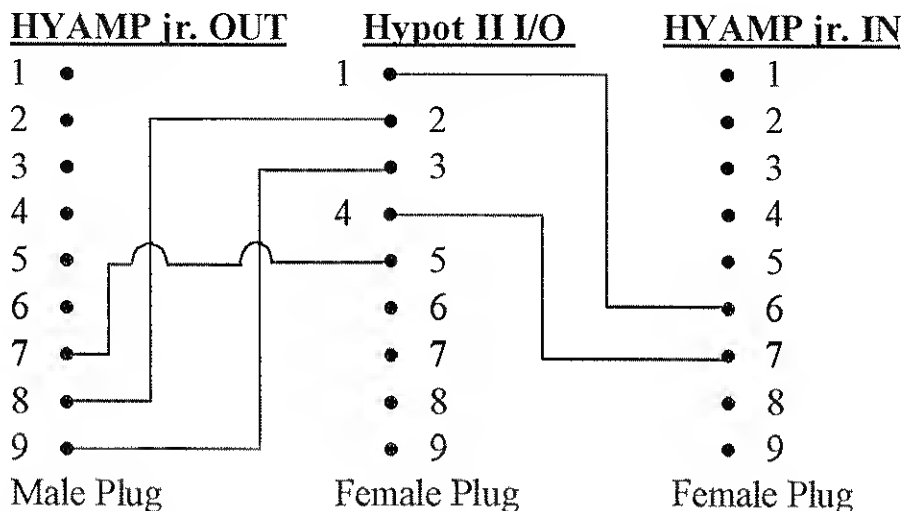 HYAMP jr. OUT Hypot II I/O HYAMP jr. IN
1 1 1
2 2 2
3 3 3
4 4 4
5 5 5
6 6 6
7 7 7
8 8 8
9 9 9
Male Plug Female Plug Female Plug